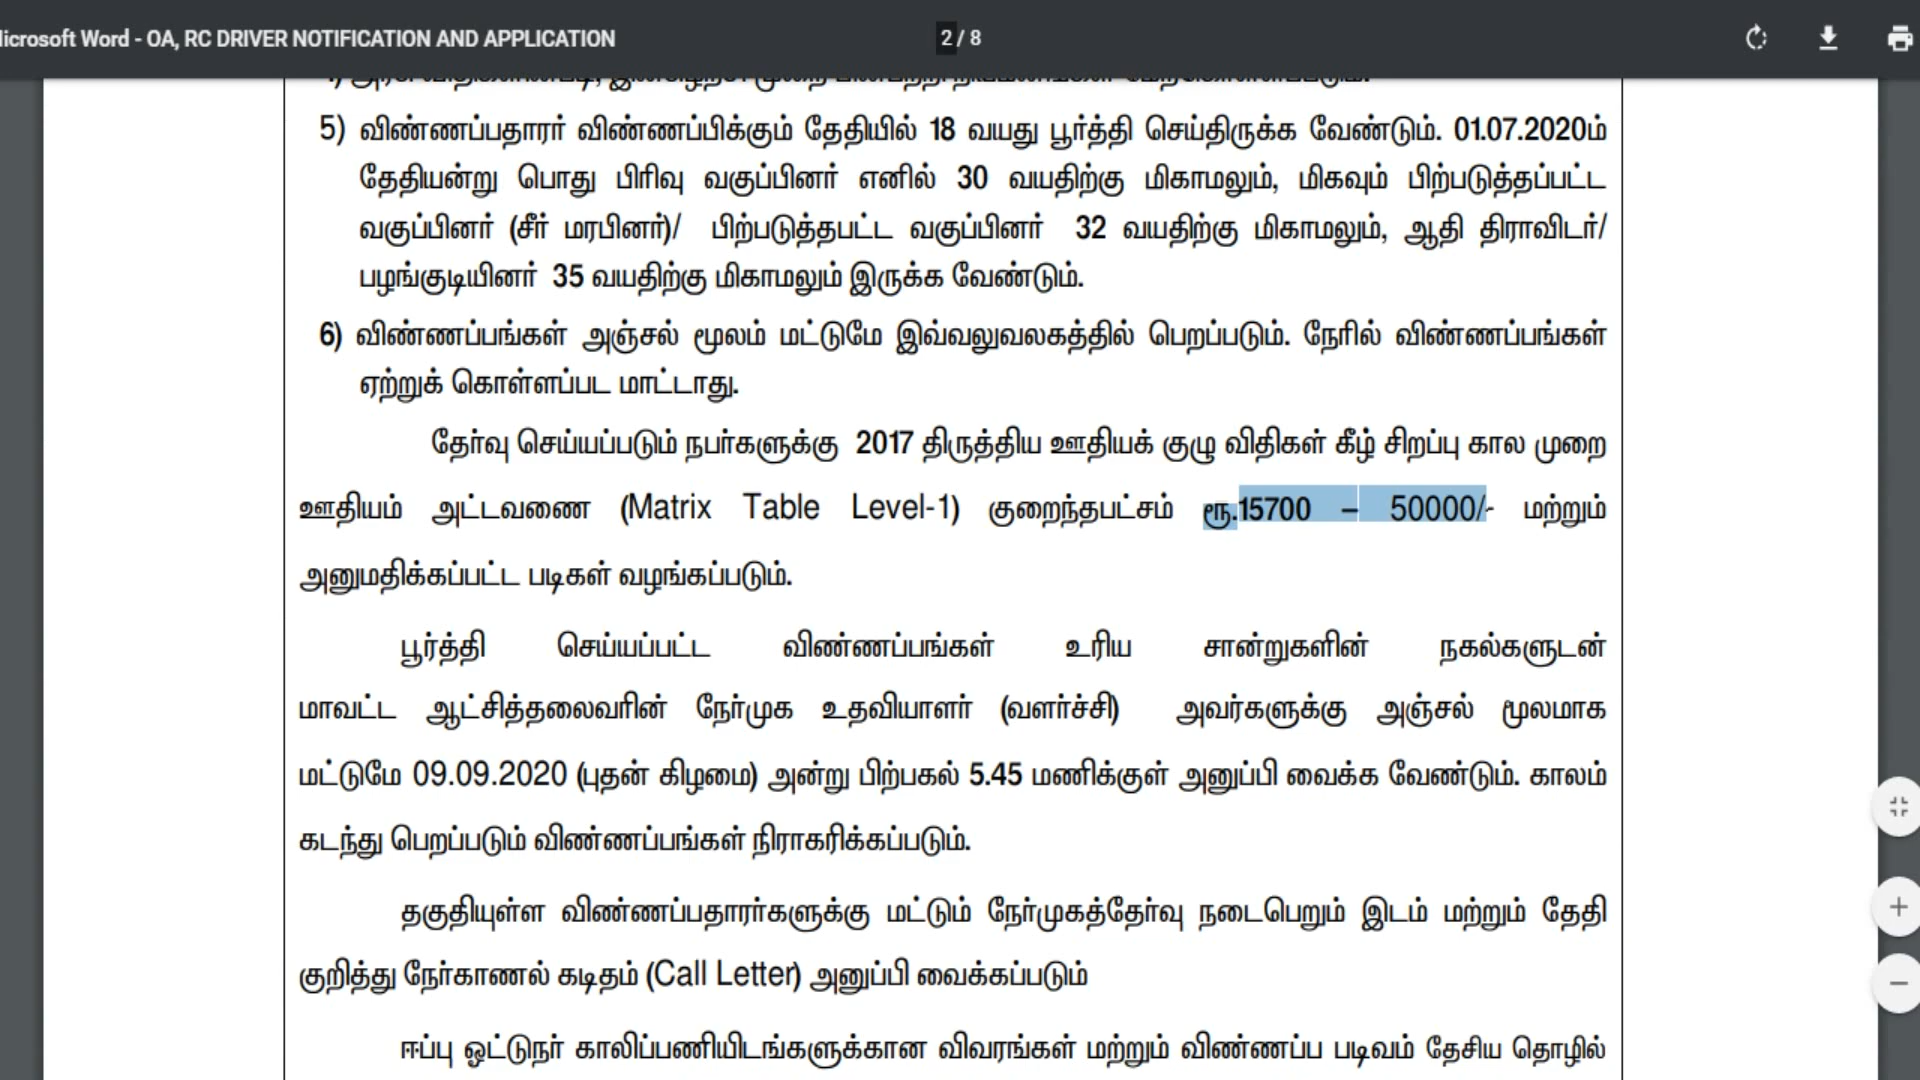 icrosoft Word - OA, RC DRIVER NOTIFICATION AND APPLICATION
2 / 8
5) விண்ணப்பதாரர் விண்ணப்பிக்கும் தேதியில் 18 வயது பூர்த்தி செய்திருக்க வேண்டும். 01.07.2020ம்
தேதியன்று பொது பிரிவு வகுப்பினர் எனில் 30 வயதிற்கு மிகாமலும், மிகவும் பிற்படுத்தப்பட்ட
வகுப்பினர் (சீர் மரபினர்)/ பிற்படுத்தபட்ட வகுப்பினர் 32 வயதிற்கு மிகாமலும், ஆதி திராவிடர்/
பழங்குடியினர் 35 வயதிற்கு மிகாமலும் இருக்க வேண்டும்.
6) விண்ணப்பங்கள் அஞ்சல் மூலம் மட்டுமே இவ்வலுவலகத்தில் பெறப்படும். நேரில் விண்ணப்பங்கள்
ஏற்றுக் கொள்ளப்பட மாட்டாது.
தேர்வு செய்யப்படும் நபர்களுக்கு 2017 திருத்திய ஊதியக் குழு விதிகள் கீழ் சிறப்பு கால முறை
ஊதியம் அட்டவணை (Matrix Table Level-1) குறைந்தபட்சம் ரூ.15700 – 50000/- மற்றும்
அனுமதிக்கப்பட்ட படிகள் வழங்கப்படும்.
பூர்த்தி செய்யப்பட்ட விண்ணப்பங்கள் உரிய சான்றுகளின் நகல்களுடன்
மாவட்ட ஆட்சித்தலைவரின் நேர்முக உதவியாளர் (வளர்ச்சி) அவர்களுக்கு அஞ்சல் மூலமாக
மட்டுமே 09.09.2020 (புதன் கிழமை) அன்று பிற்பகல் 5.45 மணிக்குள் அனுப்பி வைக்க வேண்டும். காலம்
கடந்து பெறப்படும் விண்ணப்பங்கள் நிராகரிக்கப்படும்.
தகுதியுள்ள விண்ணப்பதாரர்களுக்கு மட்டும் நேர்முகத்தேர்வு நடைபெறும் இடம் மற்றும் தேதி
குறித்து நேர்காணல் கடிதம் (Call Letter) அனுப்பி வைக்கப்படும்
ஈப்பு ஓட்டுநர் காலிப்பணியிடங்களுக்கான விவரங்கள் மற்றும் விண்ணப்ப படிவம் தேசிய தொழில்